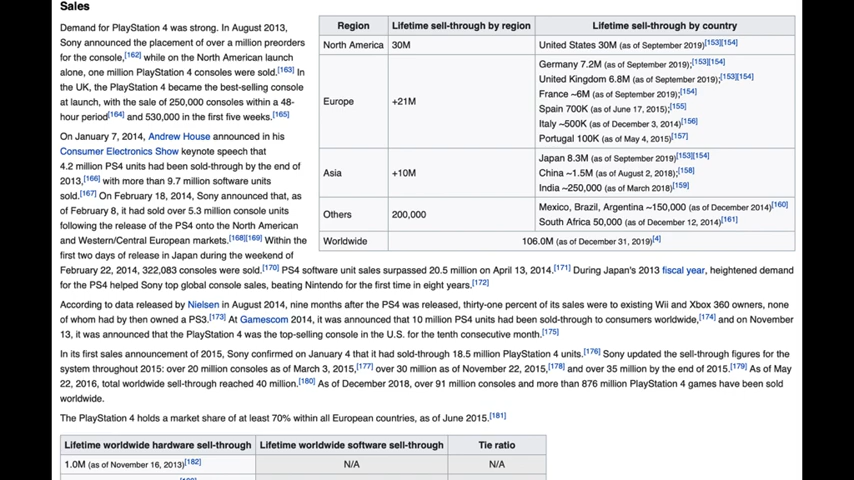 Sales
Demand for PlayStation 4 was strong. In August 2013,
Sony announced the placement of over a million preorders
for the console,[162] while on the North American launch
alone, one million PlayStation 4 consoles were sold.[163] In
the UK, the PlayStation 4 became the best-selling console
at launch, with the sale of 250,000 consoles within a 48-
hour period[164] and 530,000 in the first five weeks.[165]
On January 7, 2014, Andrew House announced in his
Consumer Electronics Show keynote speech that
4.2 million PS4 units had been sold-through by the end of
2013,[166] with more than 9.7 million software units
sold.[167] On February 18, 2014, Sony announced that, as
of February 8, it had sold over 5.3 million console units
following the release of the PS4 onto the North American
and Western/Central European markets.[168][169] Within the
first two days of release in Japan during the weekend of
February 22, 2014, 322,083 consoles were sold.[170] PS4 software unit sales surpassed 20.5 million on April 13, 2014.[171] During Japan's 2013 fiscal year, heightened demand
for the PS4 helped Sony top global console sales, beating Nintendo for the first time in eight years.[172]
Region Lifetime sell-through by region Lifetime sell-through by country
North America 30M United States 30M (as of September 2019)[153][154]
Europe +21M Germany 7.2M (as of September 2019);[153][154]
United Kingdom 6.8M (as of September 2019);[153][154]
France ~6M (as of September 2019);[154]
Spain 700K (as of June 17, 2015);[155]
Italy ~500K (as of December 3, 2014)[156]
Portugal 100K (as of May 4, 2015)[157]
Asia +10M Japan 8.3M (as of September 2019)[153][154]
China ~1.5M (as of August 2, 2018);[158]
India ~250,000 (as of March 2018)[159]
Others 200,000 Mexico, Brazil, Argentina ~150,000 (as of December 2014)[160]
South Africa 50,000 (as of December 12, 2014)[161]
Worldwide 106.0M (as of December 31, 2019)[4]
According to data released by Nielsen in August 2014, nine months after the PS4 was released, thirty-one percent of its sales were to existing Wii and Xbox 360 owners, none
of whom had by then owned a PS3.[173] At Gamescom 2014, it was announced that 10 million PS4 units had been sold-through to consumers worldwide,[174] and on November
13, it was announced that the PlayStation 4 was the top-selling console in the U.S. for the tenth consecutive month.[175]
In its first sales announcement of 2015, Sony confirmed on January 4 that it had sold-through 18.5 million PlayStation 4 units.[176] Sony updated the sell-through figures for the
system throughout 2015: over 20 million consoles as of March 3, 2015,[177] over 30 million as of November 22, 2015,[178] and over 35 million by the end of 2015.[179] As of May
22, 2016, total worldwide sell-through reached 40 million.[180] As of December 2018, over 91 million consoles and more than 876 million PlayStation 4 games have been sold
worldwide.
The PlayStation 4 holds a market share of at least 70% within all European countries, as of June 2015.[181]
Lifetime worldwide hardware sell-through Lifetime worldwide software sell-through Tie ratio
1.0M (as of November 16, 2013)[182] N/A N/A